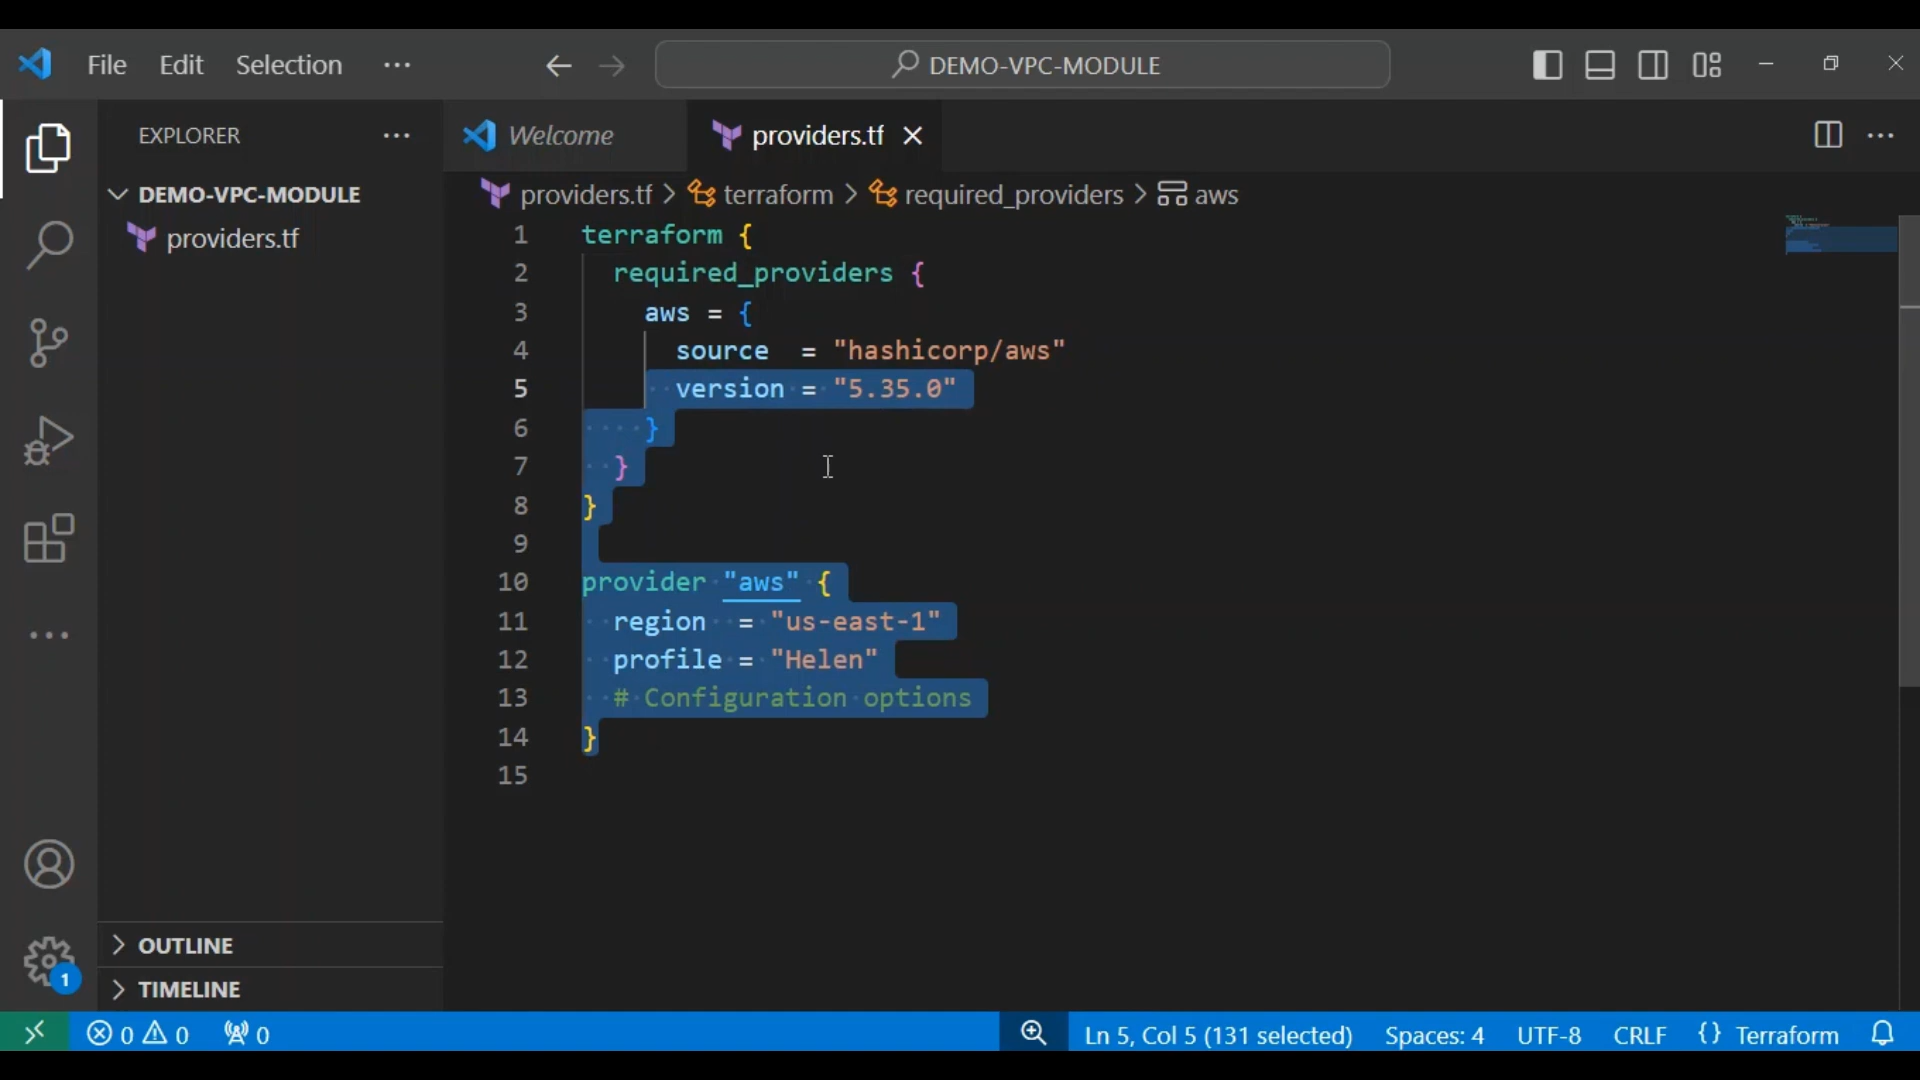 File Edit Selection ···
DEMO-VPC-MODULE
EXPLORER ···
Welcome
providers.tf
DEMO-VPC-MODULE
providers.tf
providers.tf > terraform > required_providers > aws
1 terraform {
2 required_providers {
3 aws = {
4 source = "hashicorp/aws"
5 version = "5.35.0"
6 }
7 }
8 }
9
10 provider "aws" {
11 region = "us-east-1"
12 profile = "Helen"
13 # Configuration options
14 }
15
OUTLINE
1
TIMELINE
0 0 0
Ln 5, Col 5 (131 selected) Spaces: 4 UTF-8 CRLF {} Terraform